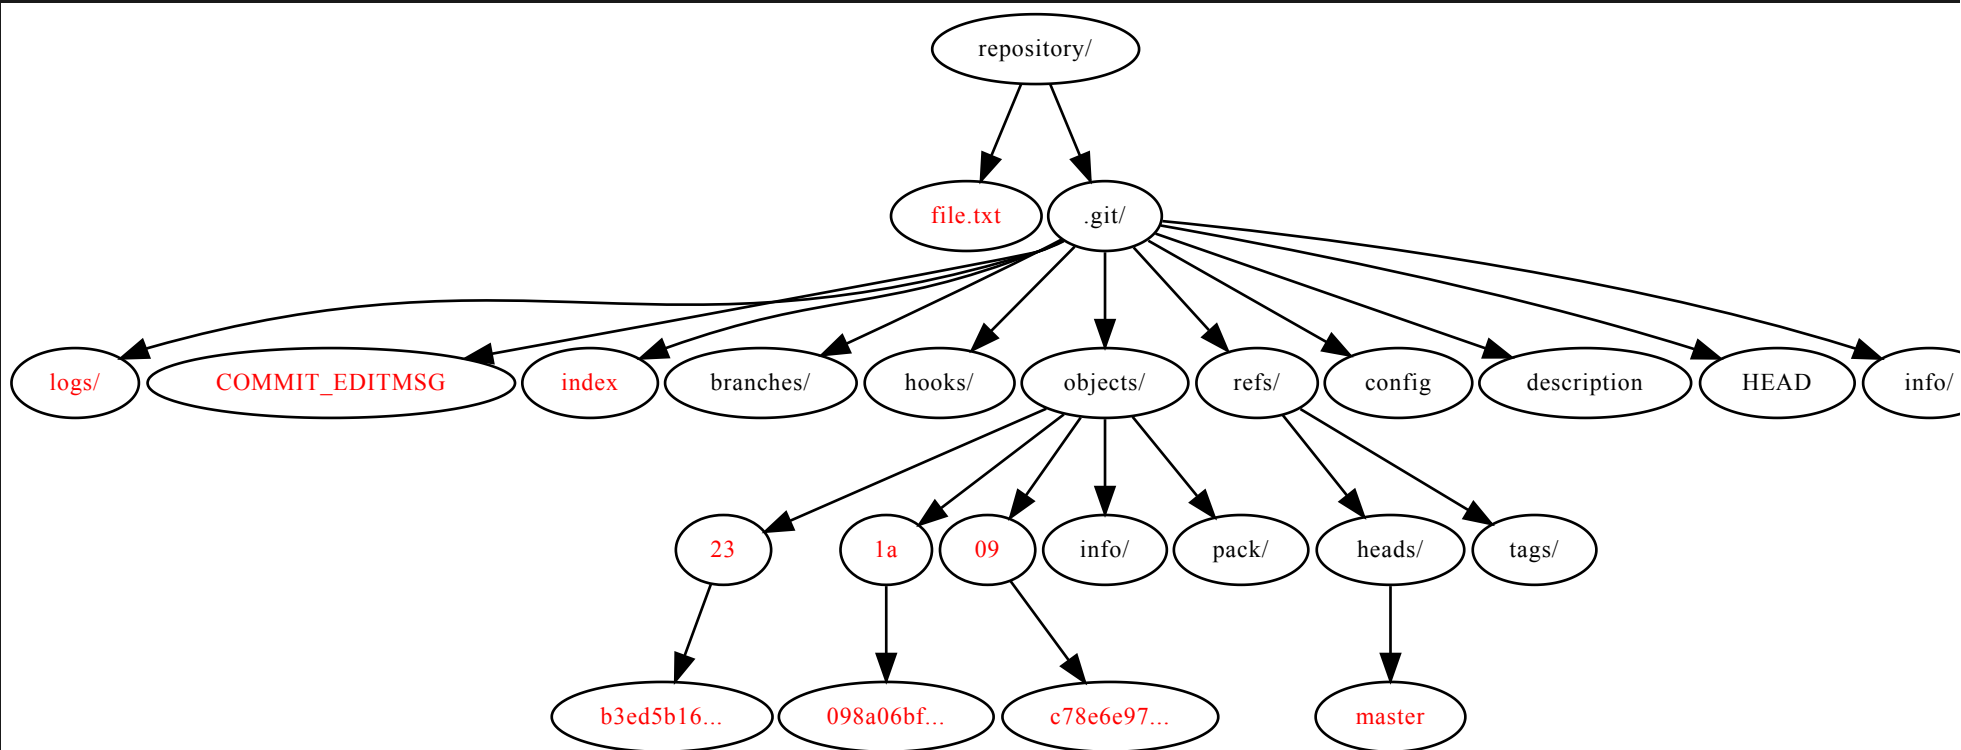 repository/
file.txt
.git/
logs/
COMMIT_EDITMSG
index
branches/
hooks/
objects/
refs/
config
description
HEAD
info/
23
1a
09
info/
pack/
heads/
tags/
b3ed5b16...
098a06bf...
c78e6e97...
master